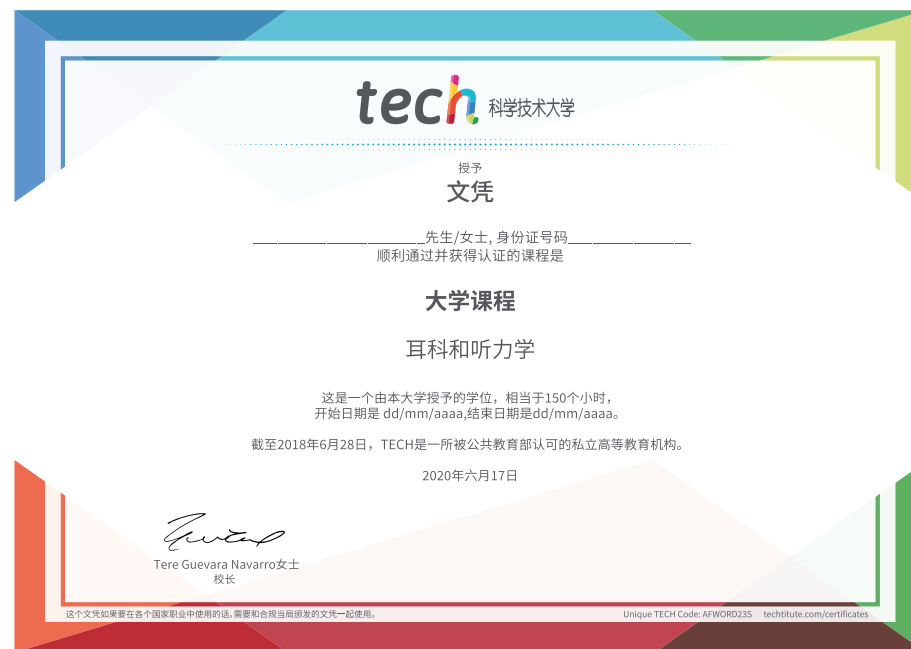 tech 科学技术大学
授予
文凭
______________________先生/女士, 身份证号码_______________
顺利通过并获得认证的课程是
大学课程
耳科和听力学
这是一个由本大学授予的学位，相当于150个小时，
开始日期是 dd/mm/aaaa,结束日期是dd/mm/aaaa。
截至2018年6月28日，TECH是一所被公共教育部认可的私立高等教育机构。
2020年六月17日
Tere Guevara Navarro女士
校长
这个文凭如果要在各个国家职业中使用的话, 需要和合规当局颁发的文凭一起使用。
Unique TECH Code: AFWORD23S techtitute.com/certificates